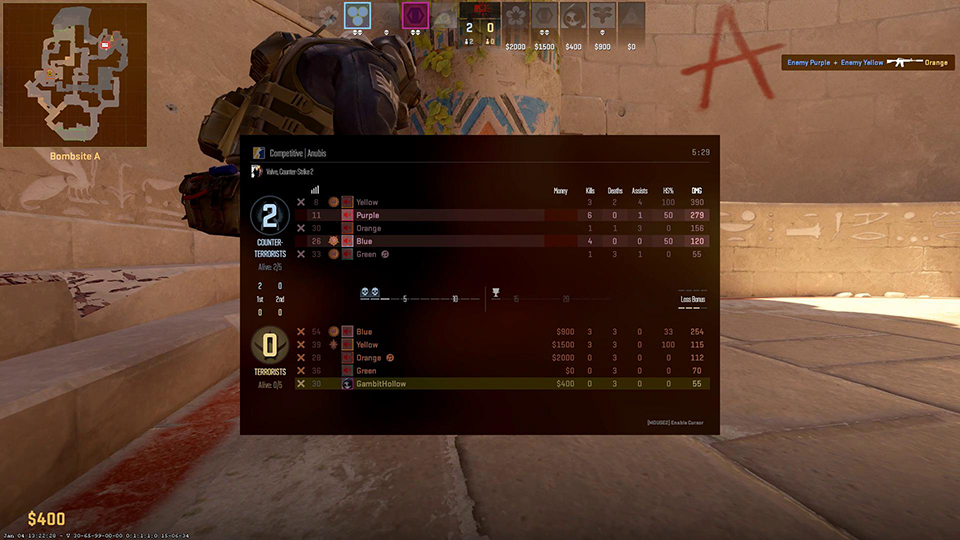 2 0
2 0
$2000 $1500 $400 $900 $0
A
Enemy Purple + Enemy Yellow Orange
Bombsite A
Competitive | Anubis 5:29
Valve, Counter-Strike 2
Money Kills Deaths Assists HS% DMG
Yellow 3 2 4 100 390
11 Purple 6 0 1 50 279
30 Orange 1 1 3 0 156
26 Blue 4 0 0 50 120
33 Green 1 3 1 0 55
2
COUNTER-
TERRORISTS
Alive: 2/5
2 0
1st 2nd
0 0
5 10 15 20
Loss Bonus
0
TERRORISTS
Alive: 0/5
54 Blue $900 3 3 0 33 254
39 Yellow $1500 3 3 0 100 115
26 Orange $2000 0 3 0 0 112
36 Green $0 0 3 0 0 70
30 GambitHollow $400 0 3 0 0 55
[MOUSE2] Enable Cursor
$400